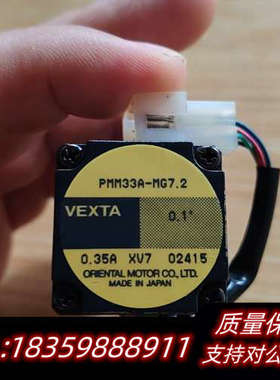 PMM33A-MG7.2
VEXTA
0.1°
0.35A XV7 02415
ORIENTAL MOTOR CO., LTD.
MADE IN JAPAN
质量保
:18359888911
支持对公